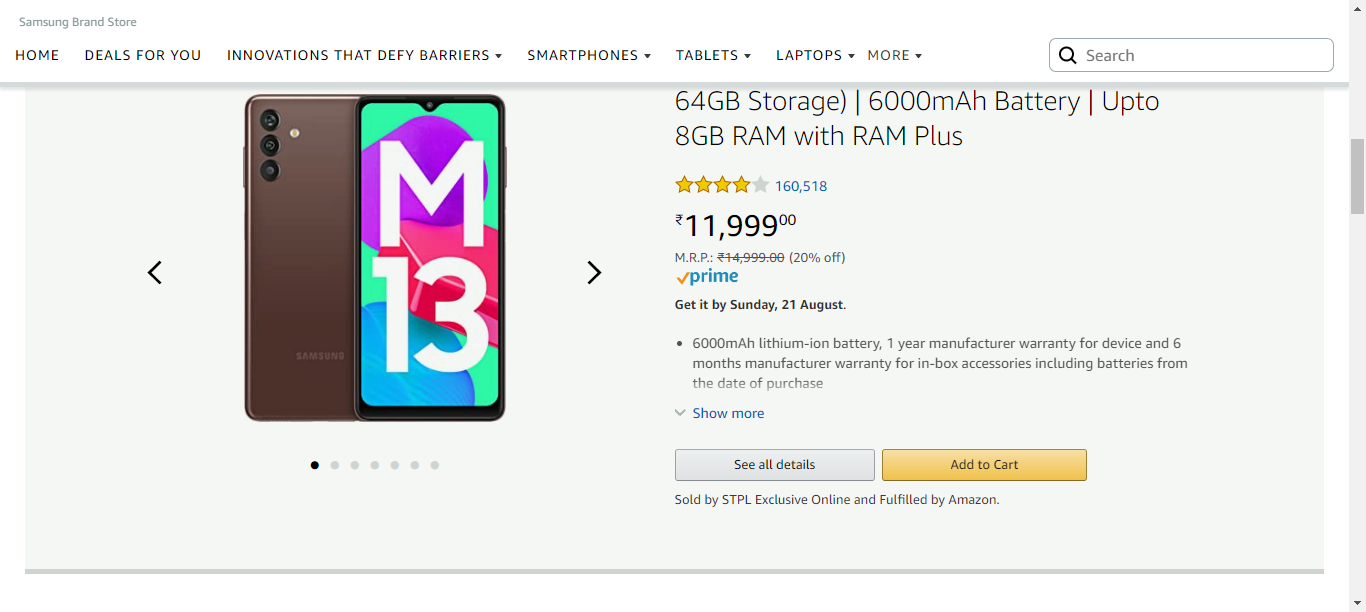 Samsung Brand Store
HOME DEALS FOR YOU INNOVATIONS THAT DEFY BARRIERS SMARTPHONES TABLETS LAPTOPS MORE Search
64GB Storage) | 6000mAh Battery | Upto
8GB RAM with RAM Plus
160,518
₹11,99900
M.R.P.: ₹14,999.00 (20% off)
prime
Get it by Sunday, 21 August.
• 6000mAh lithium-ion battery, 1 year manufacturer warranty for device and 6
months manufacturer warranty for in-box accessories including batteries from
the date of purchase
Show more
See all details Add to Cart
Sold by STPL Exclusive Online and Fulfilled by Amazon.
M
13
SAMSUNG